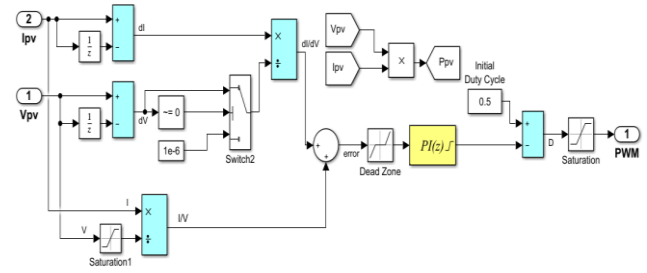 2
Ipv
+
-
1
z
dI
×
÷
dI/dV
Vpv
Ipv
×
Ppv
Initial
Duty Cycle
0.5
1
Vpv
+
-
1
z
dV
~= 0
1e-6
Switch2
+
+
error
Dead Zone
PI(z)
+
-
D
Saturation
1
PWM
I
V
Saturation1
×
÷
I/V